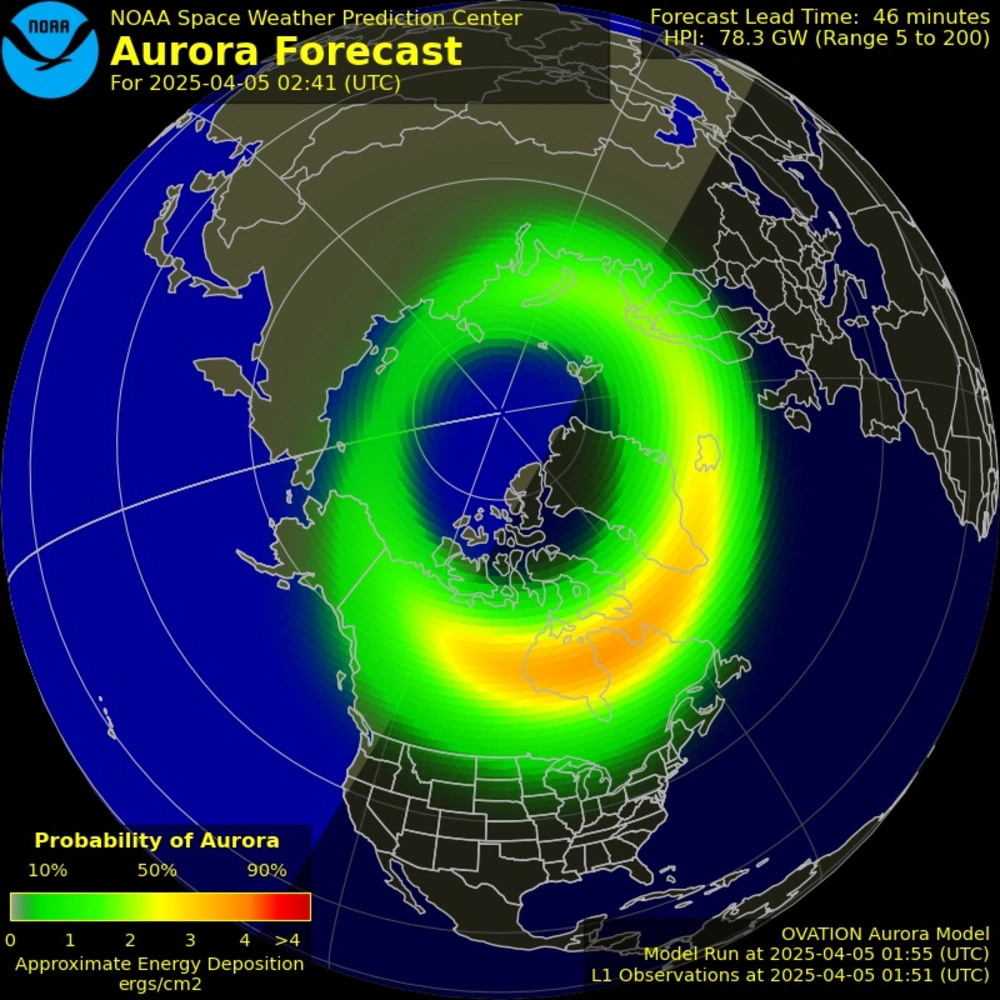 NOAA
NOAA Space Weather Prediction Center
Aurora Forecast
For 2025-04-05 02:41 (UTC)
Forecast Lead Time: 46 minutes
HPI: 78.3 GW (Range 5 to 200)
Probability of Aurora
10% 50% 90%
0 1 2 3 4 >4
Approximate Energy Deposition
ergs/cm2
OVATION Aurora Model
Model Run at 2025-04-05 01:55 (UTC)
L1 Observations at 2025-04-05 01:51 (UTC)